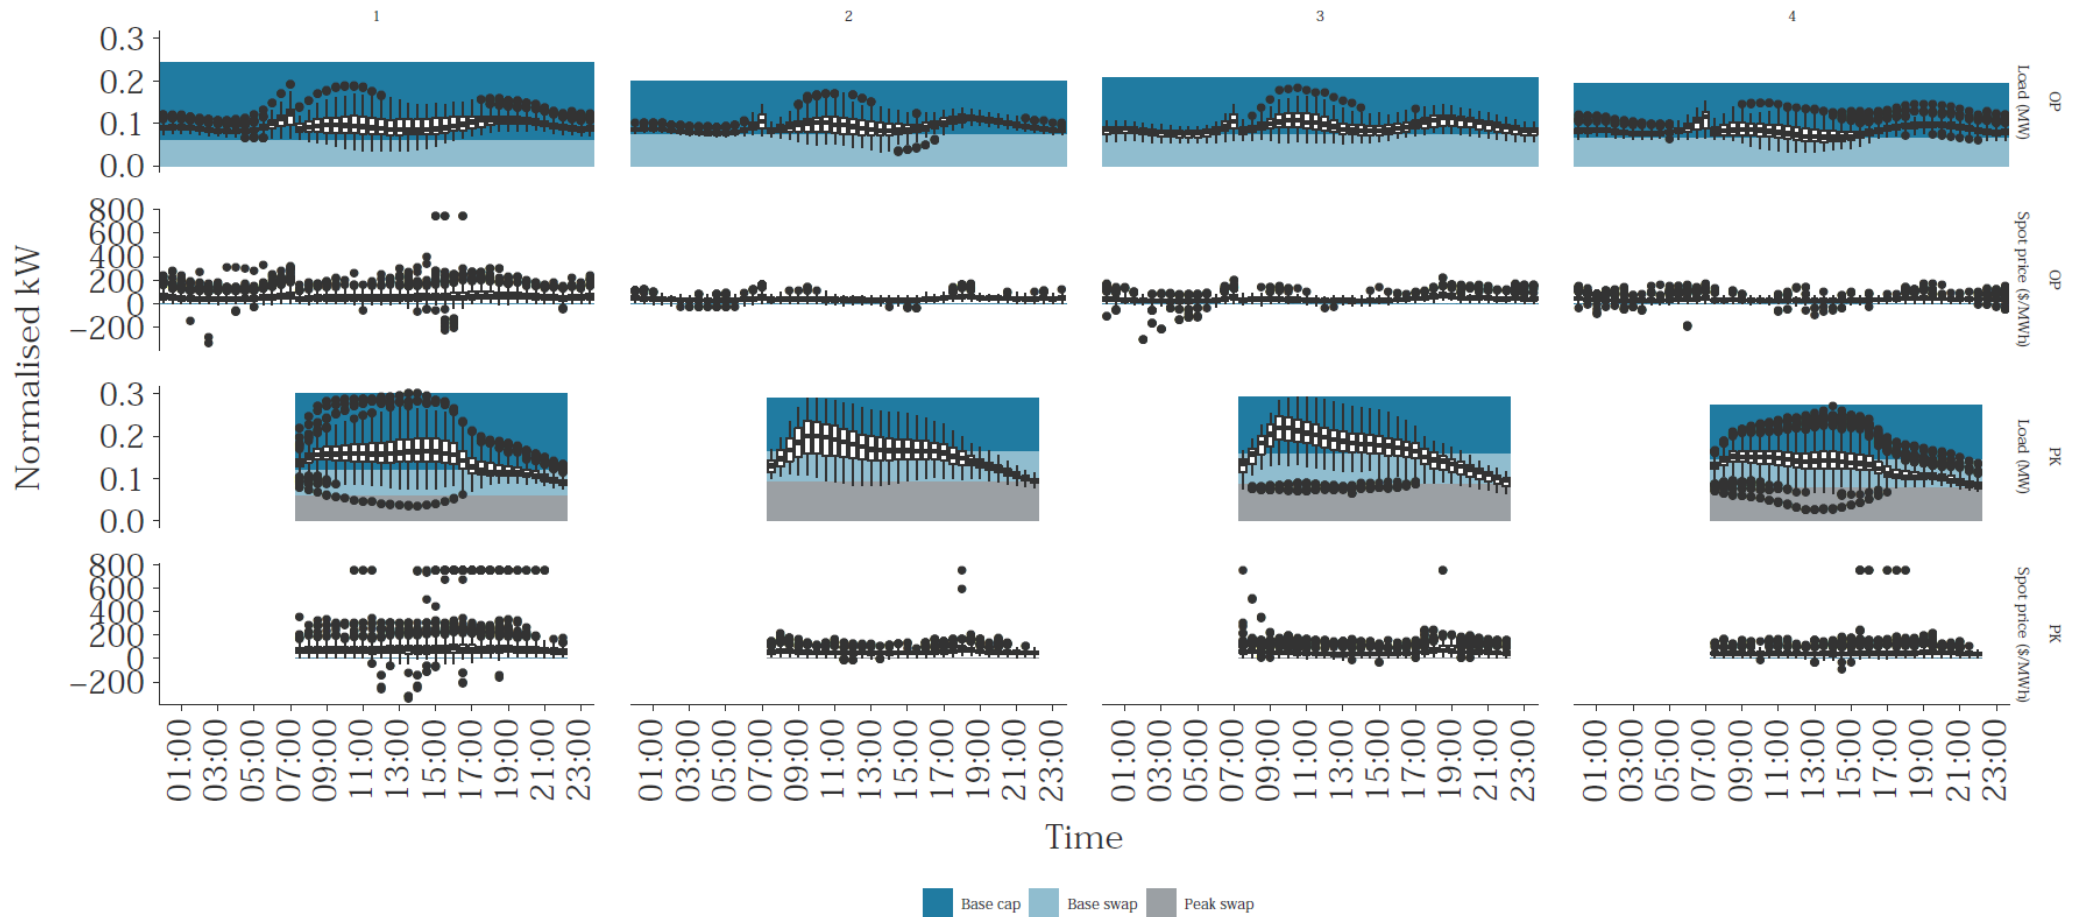 1 2 3 4
0.3
0.2
0.1
0.0
Load (MW)
OP
800
600
400
200
0
−200
Spot price ($/MWh)
OP
Normalised kW
0.3
0.2
0.1
0.0
Load (MW)
PK
800
600
400
200
0
−200
Spot price ($/MWh)
PK
01:00 03:00 05:00 07:00 09:00 11:00 13:00 15:00 17:00 19:00 21:00 23:00
01:00 03:00 05:00 07:00 09:00 11:00 13:00 15:00 17:00 19:00 21:00 23:00
01:00 03:00 05:00 07:00 09:00 11:00 13:00 15:00 17:00 19:00 21:00 23:00
01:00 03:00 05:00 07:00 09:00 11:00 13:00 15:00 17:00 19:00 21:00 23:00
Time
Base cap Base swap Peak swap